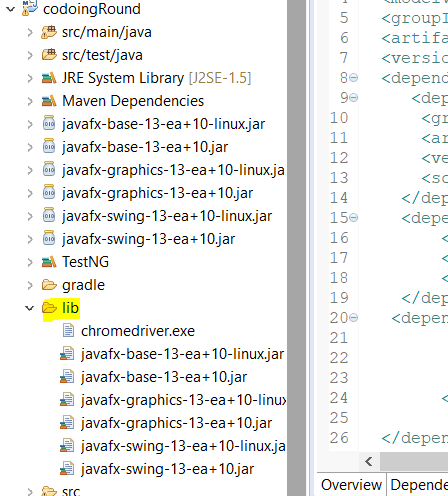 codoingRound
src/main/java
src/test/java
JRE System Library [J2SE-1.5]
Maven Dependencies
javafx-base-13-ea+10-linux.jar
javafx-base-13-ea+10.jar
javafx-graphics-13-ea+10-linux.ja
javafx-graphics-13-ea+10.jar
javafx-swing-13-ea+10-linux.jar
javafx-swing-13-ea+10.jar
TestNG
gradle
lib
chromedriver.exe
javafx-base-13-ea+10-linux.jar
javafx-base-13-ea+10.jar
javafx-graphics-13-ea+10-linux
javafx-graphics-13-ea+10.jar
javafx-swing-13-ea+10-linux.ja
javafx-swing-13-ea+10.jar
src
5 <groupI
6 <artifa
7 <versio
8 <depend
9 <dep
10 <gr
11 <ar
12 <ve
13 <sc
14 </dep
15 <depe
16 <
17 <
18 <
19 </dep
20 <depen
21
22
23
24 <
25
26 </depen
Overview
Depende